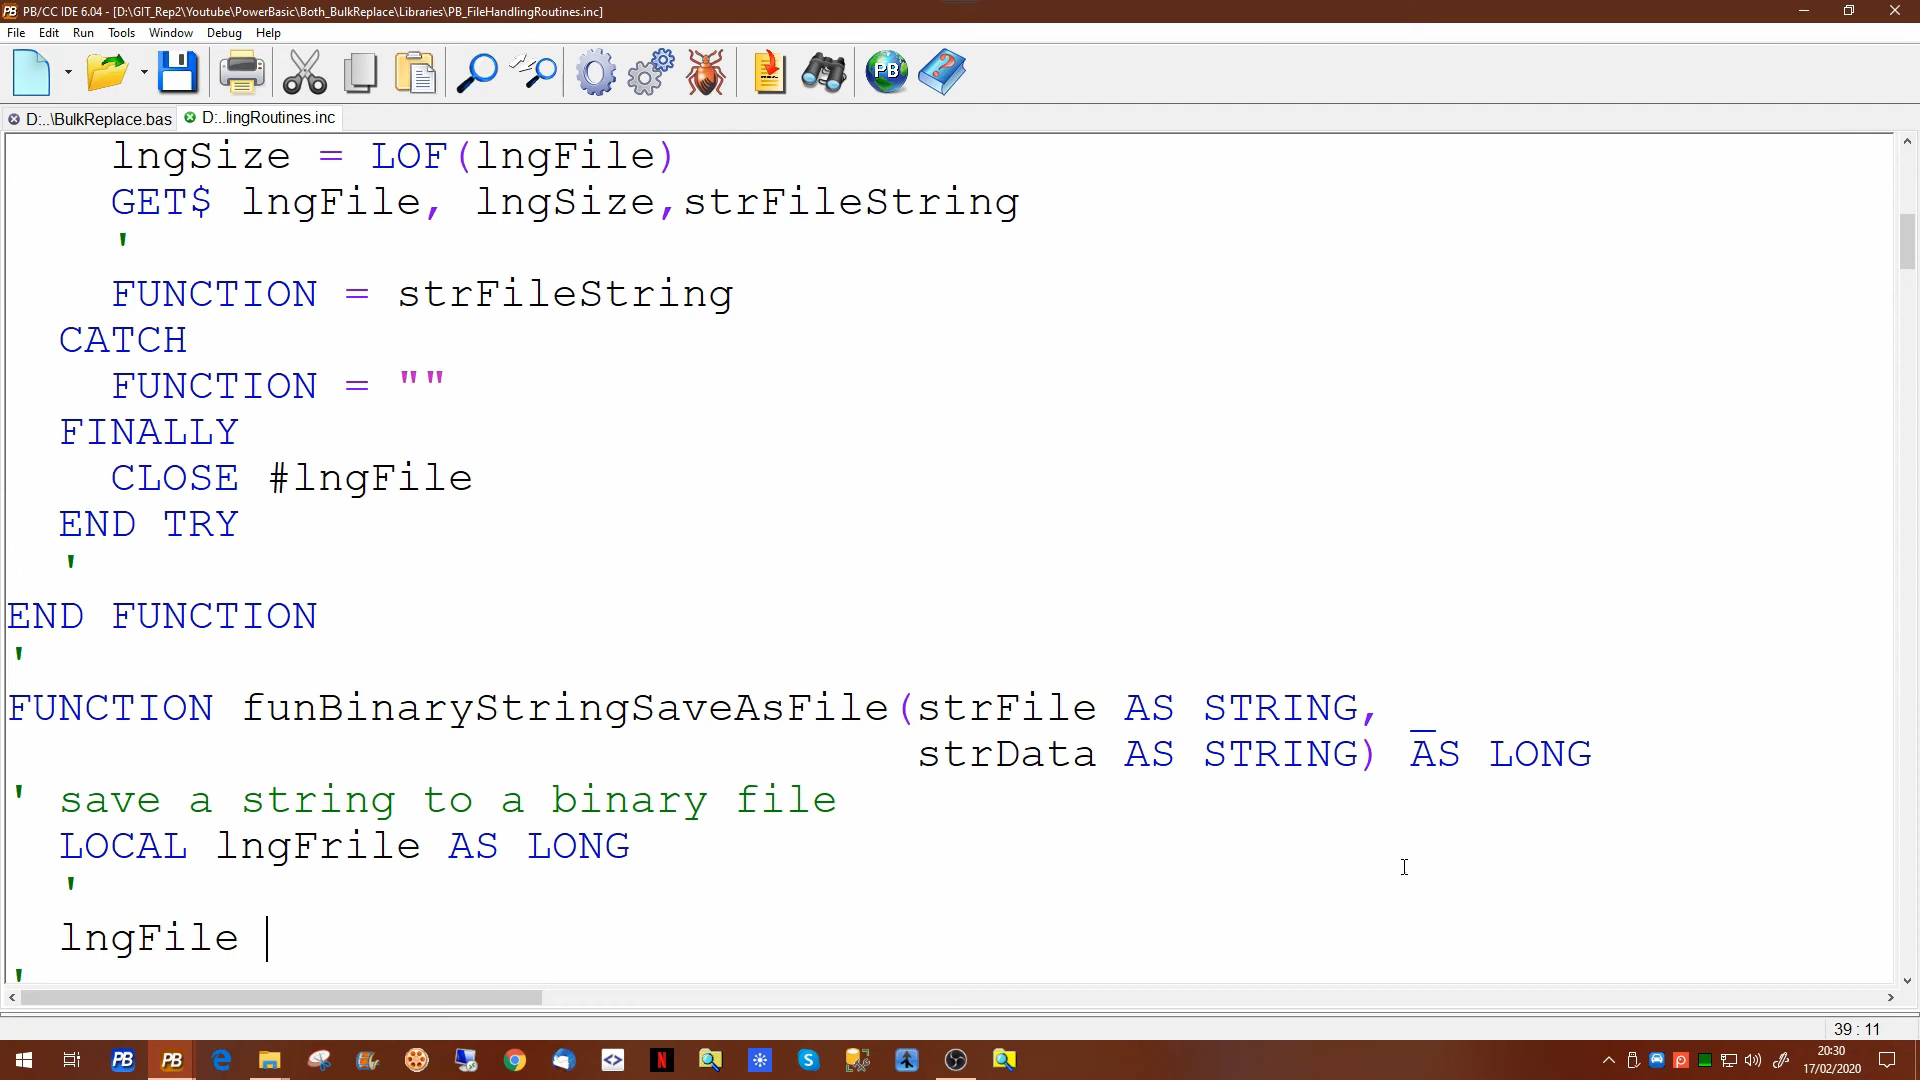 PB/CC IDE 6.04 - [D:\GIT_Rep2\Youtube\PowerBasic\Both_BulkReplace\Libraries\PB_FileHandlingRoutines.inc]
File Edit Run Tools Window Debug Help
PB
D:..\BulkReplace.bas D:..lingRoutines.inc
lngSize = LOF(lngFile)
GET$ lngFile, lngSize,strFileString
'
FUNCTION = strFileString
CATCH
FUNCTION = ""
FINALLY
CLOSE #lngFile
END TRY
'
END FUNCTION
'
FUNCTION funBinaryStringSaveAsFile(strFile AS STRING, _
strData AS STRING) AS LONG
' save a string to a binary file
LOCAL lngFrile AS LONG
'
lngFile
'
39 : 11
PB PB
20:30
17/02/2020